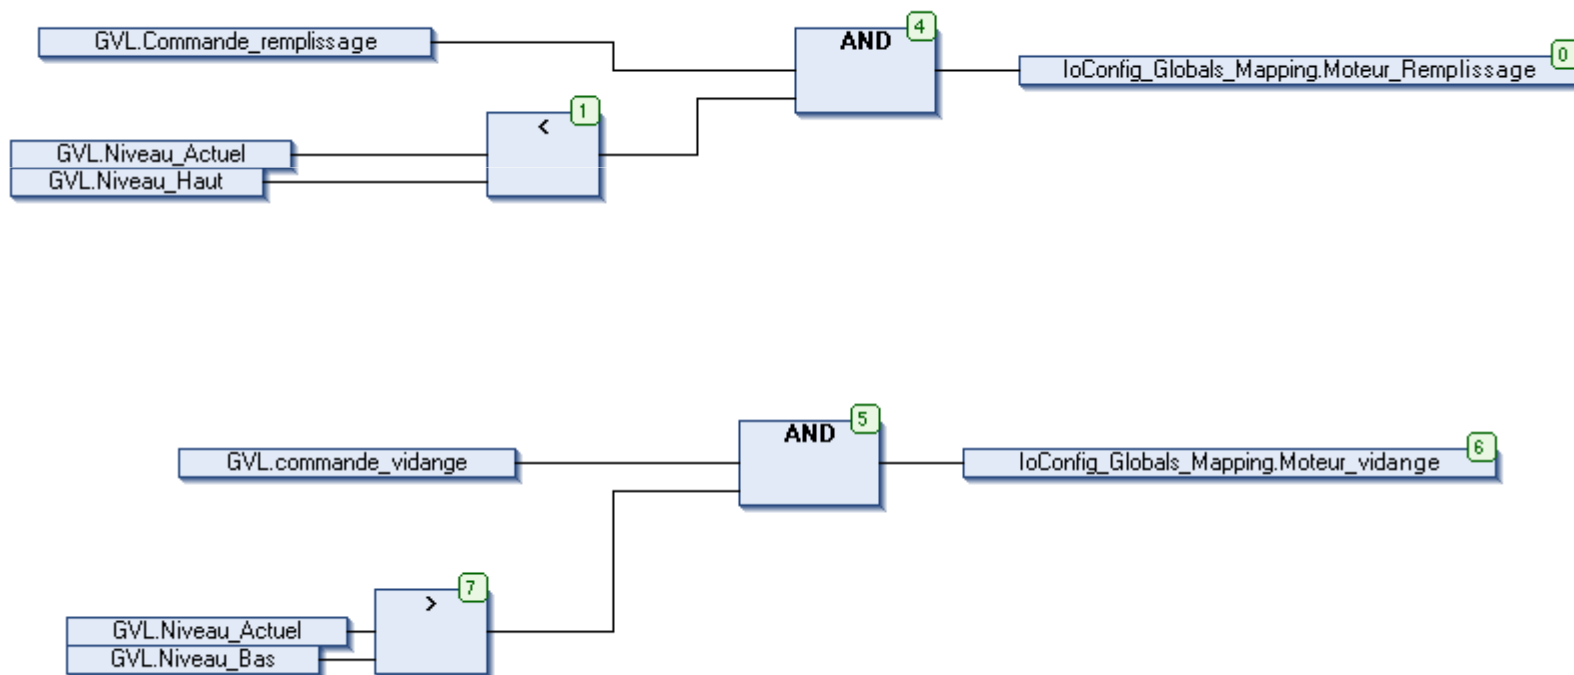 4
AND
0
GVL.Commande_remplissage
IoConfig_Globals_Mapping.Moteur_Remplissage
1
<
GVL.Niveau_Actuel
GVL.Niveau_Haut
5
AND
6
GVL.commande_vidange
IoConfig_Globals_Mapping.Moteur_vidange
7
>
GVL.Niveau_Actuel
GVL.Niveau_Bas